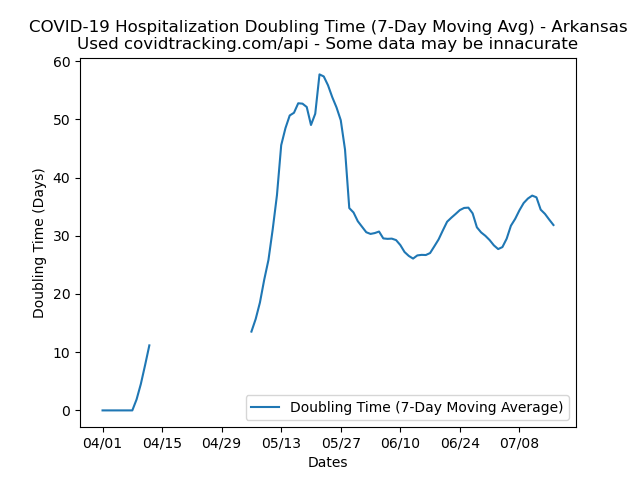 COVID-19 Hospitalization Doubling Time (7-Day Moving Avg) - Arkansas
Used covidtracking.com/api - Some data may be innacurate
60
50
40
30
20
10
0
Doubling Time (Days)
Doubling Time (7-Day Moving Average)
04/01 04/15 04/29 05/13 05/27 06/10 06/24 07/08
Dates